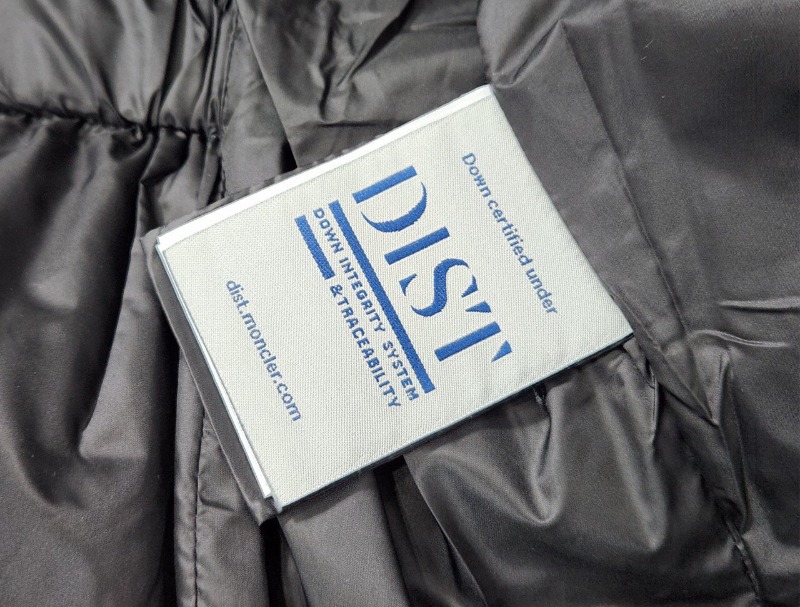 Down certified under
DIST
DOWN INTEGRITY SYSTEM
& TRACEABILITY
dist.moncler.com